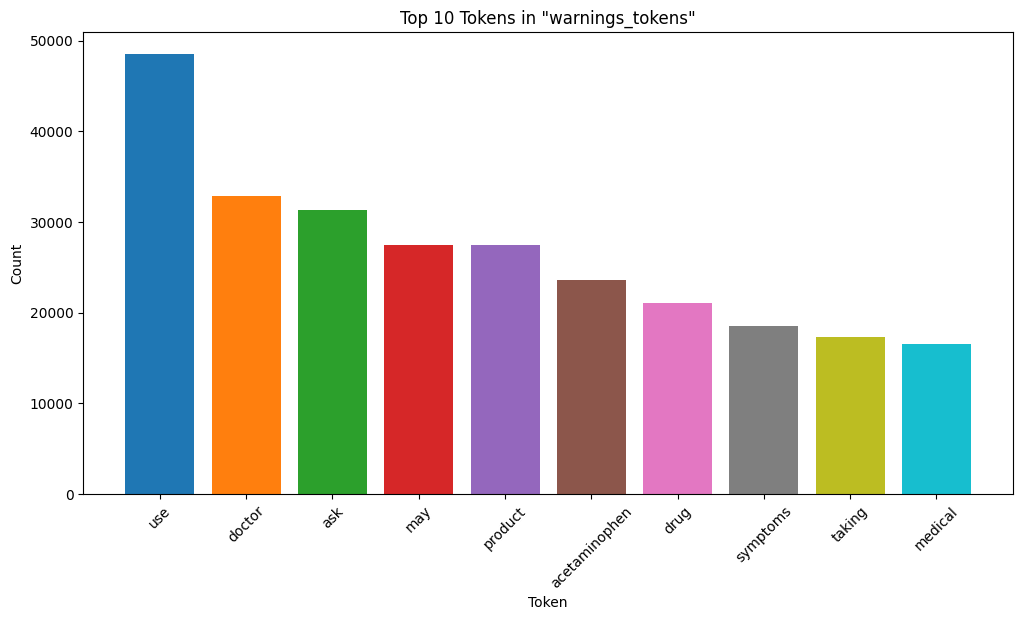 Top 10 Tokens in "warnings_tokens"
Count
50000
40000
30000
20000
10000
0
use
doctor
ask
may
product
acetaminophen
drug
symptoms
taking
medical
Token